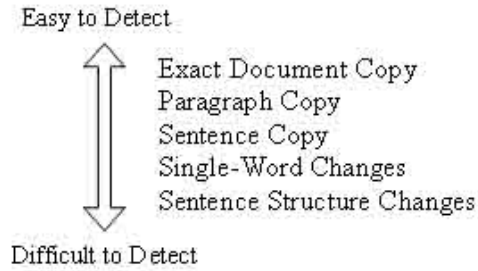 Easy to Detect
Exact Document Copy
Paragraph Copy
Sentence Copy
Single-Word Changes
Sentence Structure Changes
Difficult to Detect